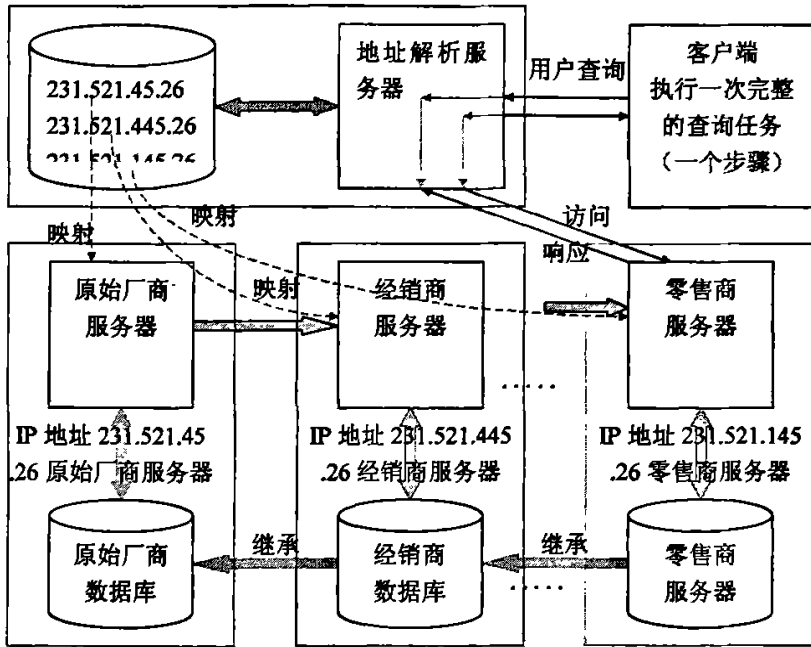 231.521.45.26
231.521.445.26
231.521.145.26
地址解析服
务器
用户查询
客户端
执行一次完整
的查询任务
（一个步骤）
映射
映射
映射
访问
响应
原始厂商
服务器
经销商
服务器
零售商
服务器
.....
IP 地址 231.521.45
.26 原始厂商服务器
IP 地址 231.521.445
.26 经销商服务器
IP 地址 231.521.145
.26 零售商服务器
原始厂商
数据库
继承
经销商
数据库
继承
.....
零售商
服务器